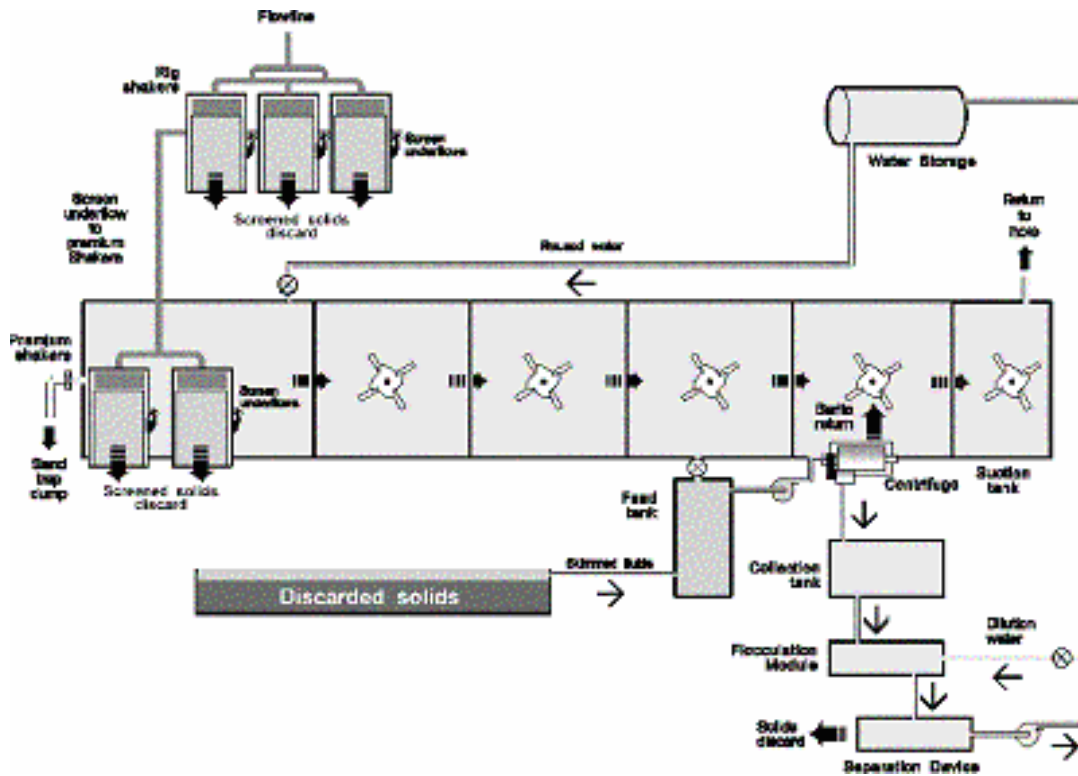 Flowline
Rig
shakers
Screen
underflows
Screened solids
discard
Water Storage
Screen
underflow
to
premium
Shakers
Return
to
hole
Reused water
Premium
shakers
Screen
underflows
Barite
return
Sand
trap
dump
Screened solids
discard
Feed
tank
Centrifuge
Suction
tank
Skimmed fluids
Discarded solids
Collection
tank
Dilution
water
Flocculation
Module
Solids
discard
Separation Device